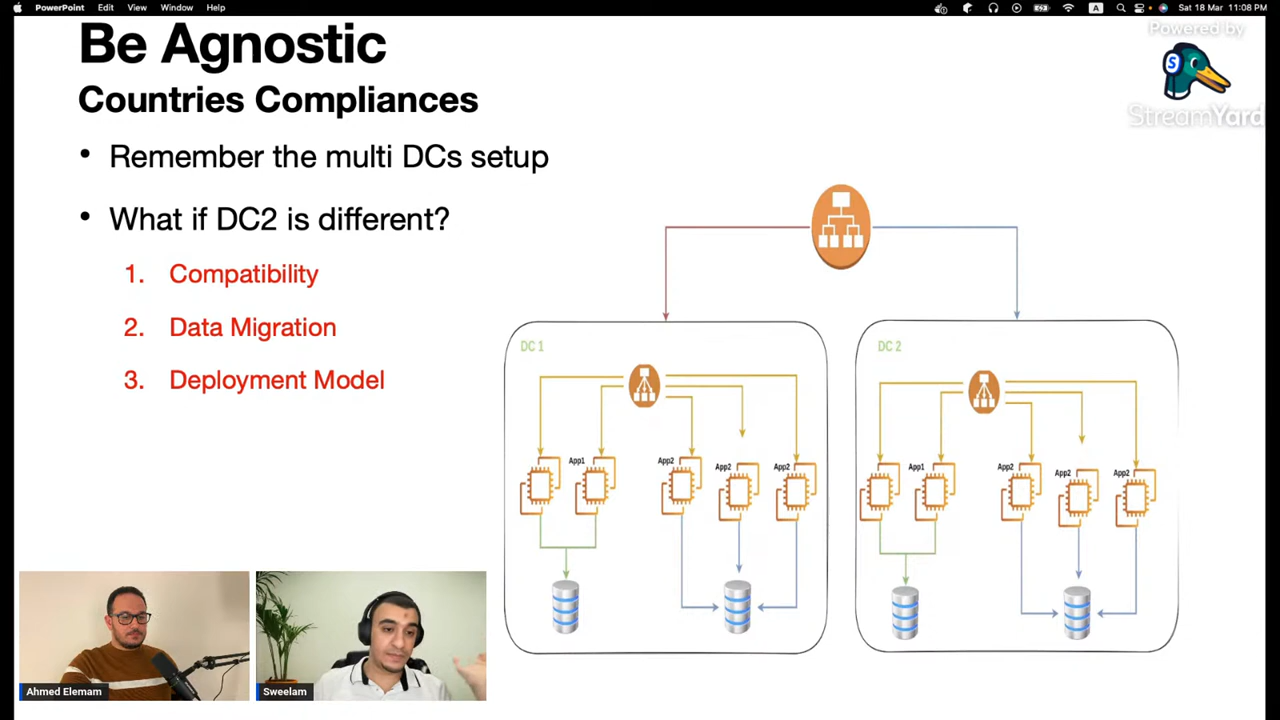 PowerPoint Edit View Window Help
A
Sat 18 Mar 11:08 PM
Be Agnostic
Powered by
S
StreamYard
Countries Compliances
• Remember the multi DCs setup
• What if DC2 is different?
1. Compatibility
2. Data Migration
3. Deployment Model
DC 1
DC 2
App1
App2
App2
App2
App1
App2
App2
App2
Ahmed Elemam
Sweelam